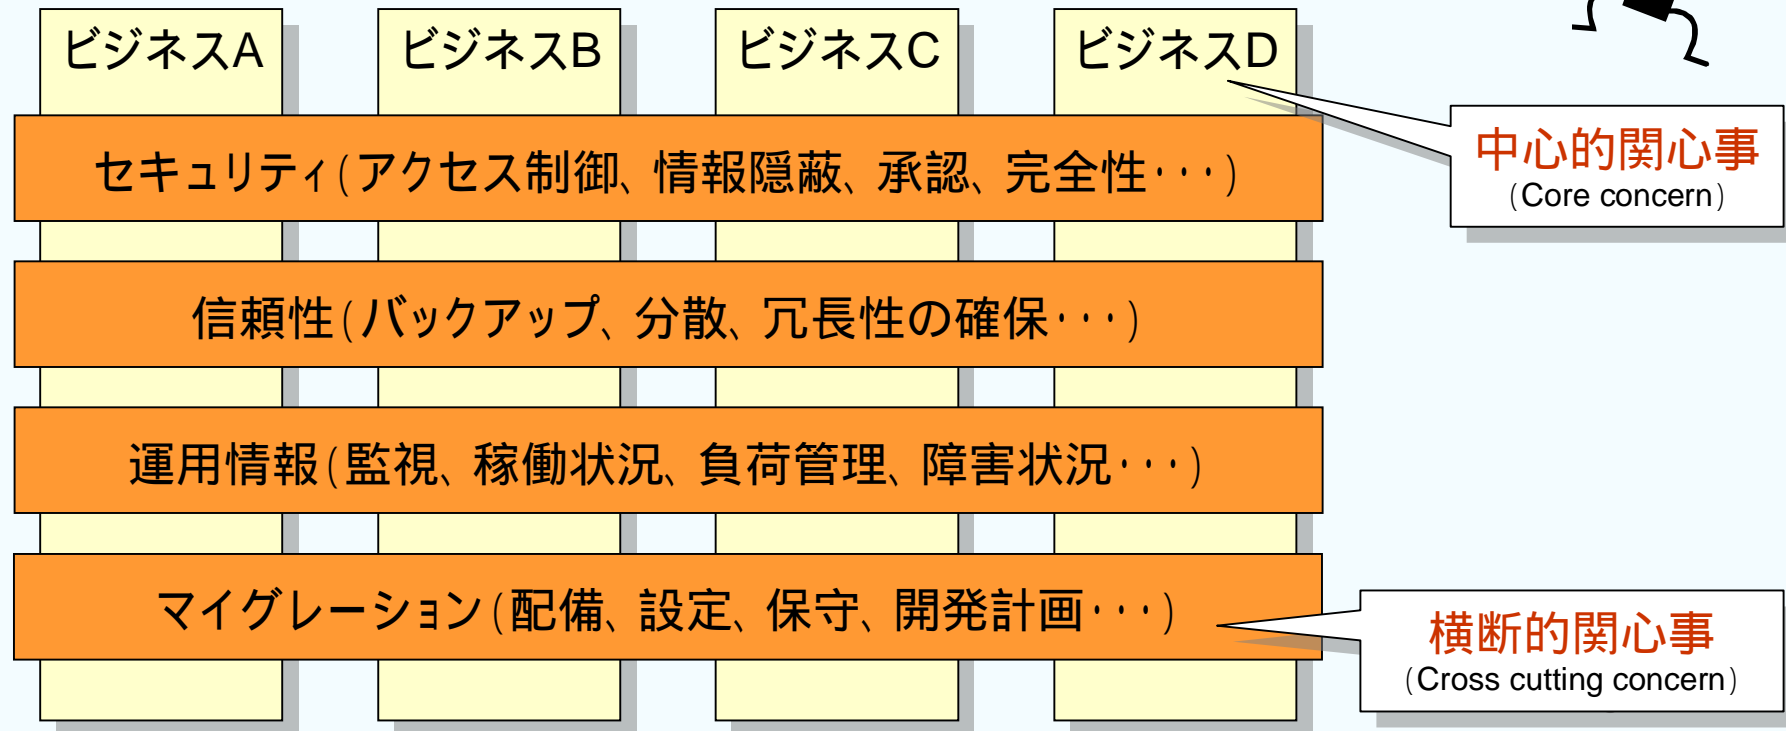 ビジネスA
ビジネスB
ビジネスC
ビジネスD
中心的関心事
(Core concern)
セキュリティ(アクセス制御、情報隠蔽、承認、完全性・・・)
信頼性(バックアップ、分散、冗長性の確保・・・)
運用情報(監視、稼働状況、負荷管理、障害状況・・・)
マイグレーション(配備、設定、保守、開発計画・・・)
横断的関心事
(Cross cutting concern)